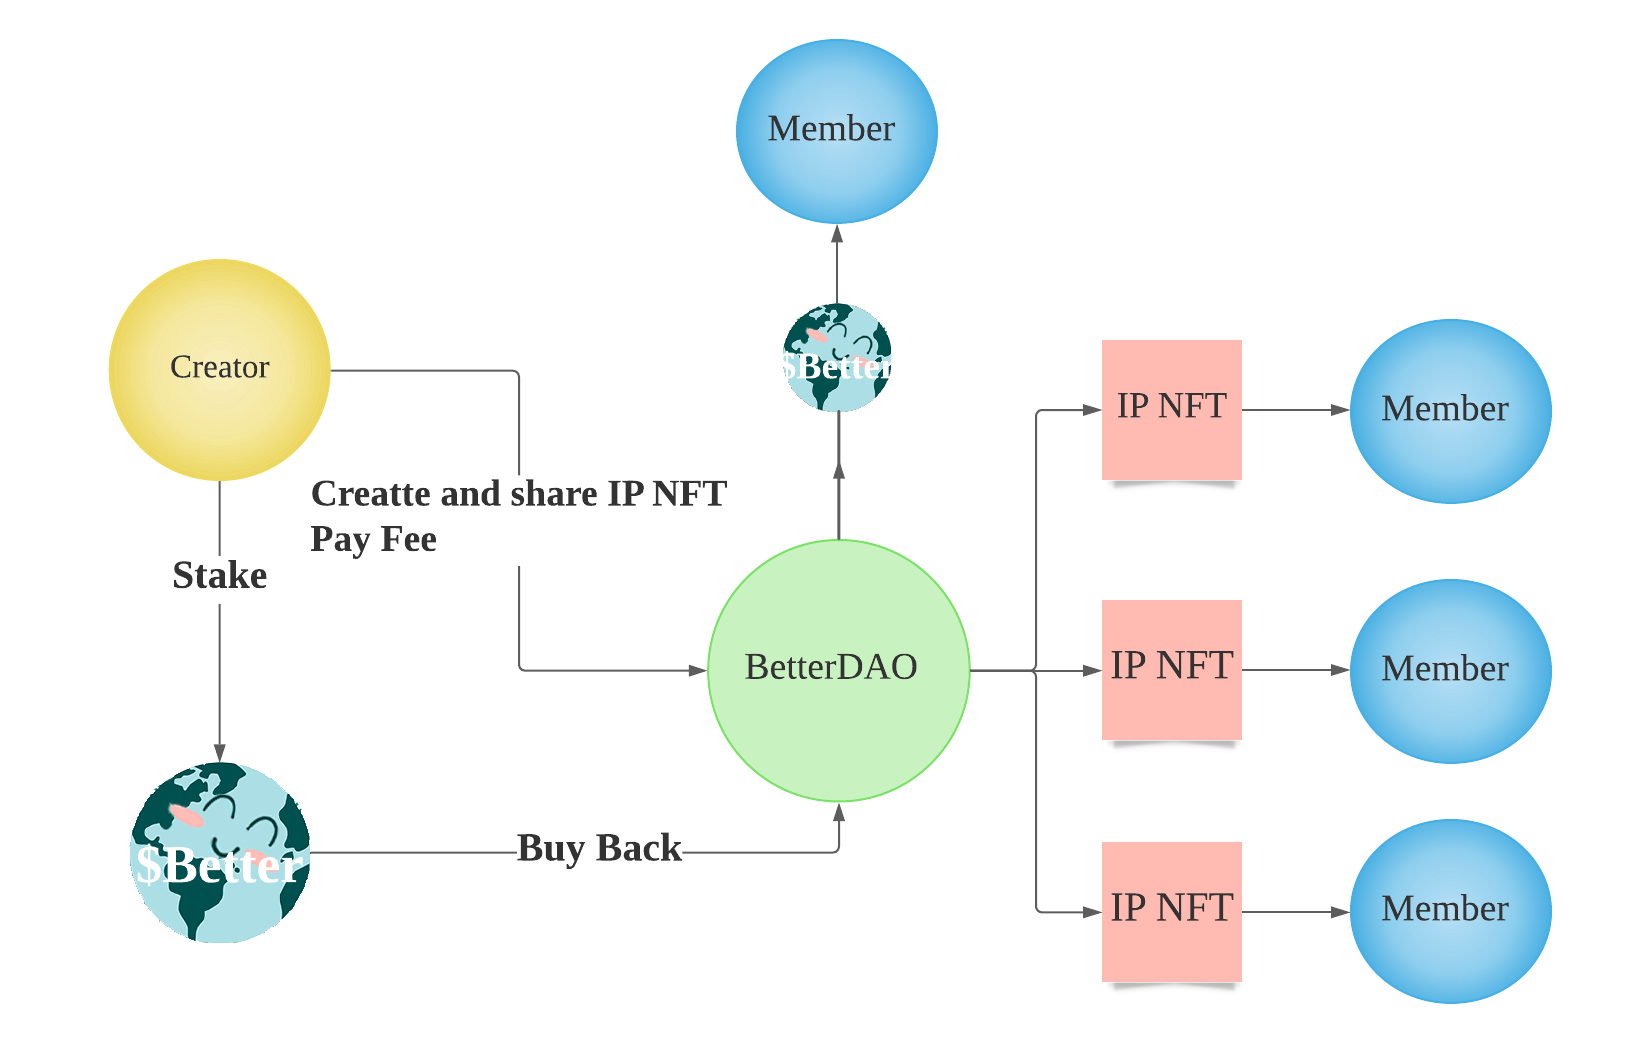 Member
Creator
$Better
IP NFT
Member
Creatte and share IP NFT
Pay Fee
Stake
BetterDAO
IP NFT
Member
$Better
Buy Back
IP NFT
Member